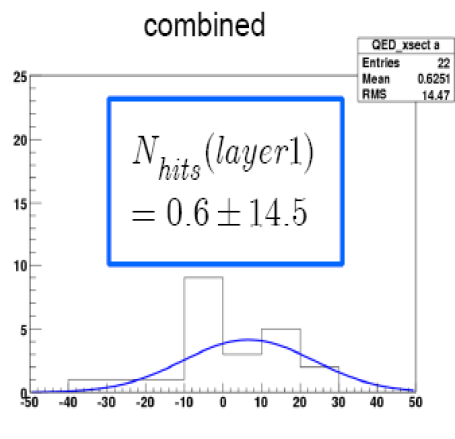 combined
QED_xsect a
Entries 22
Mean 0.6251
RMS 14.47
25
20
15
10
5
0
N_hits(layer1)
= 0.6 ± 14.5
-50 -40 -30 -20 -10 0 10 20 30 40 50